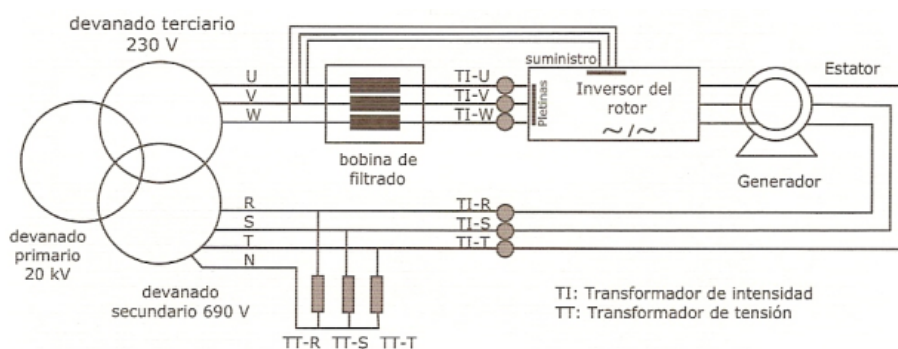 devanado terciario
230 V
U
V
W
TI-U
TI-V
TI-W
suministro
Pletinas
Inversor del
rotor
~/~
Estator
bobina de
filtrado
Generador
R
S
T
N
TI-R
TI-S
TI-T
devanado
primario
20 kV
devanado
secundario 690 V
TT-R TT-S TT-T
TI: Transformador de intensidad
TT: Transformador de tensión